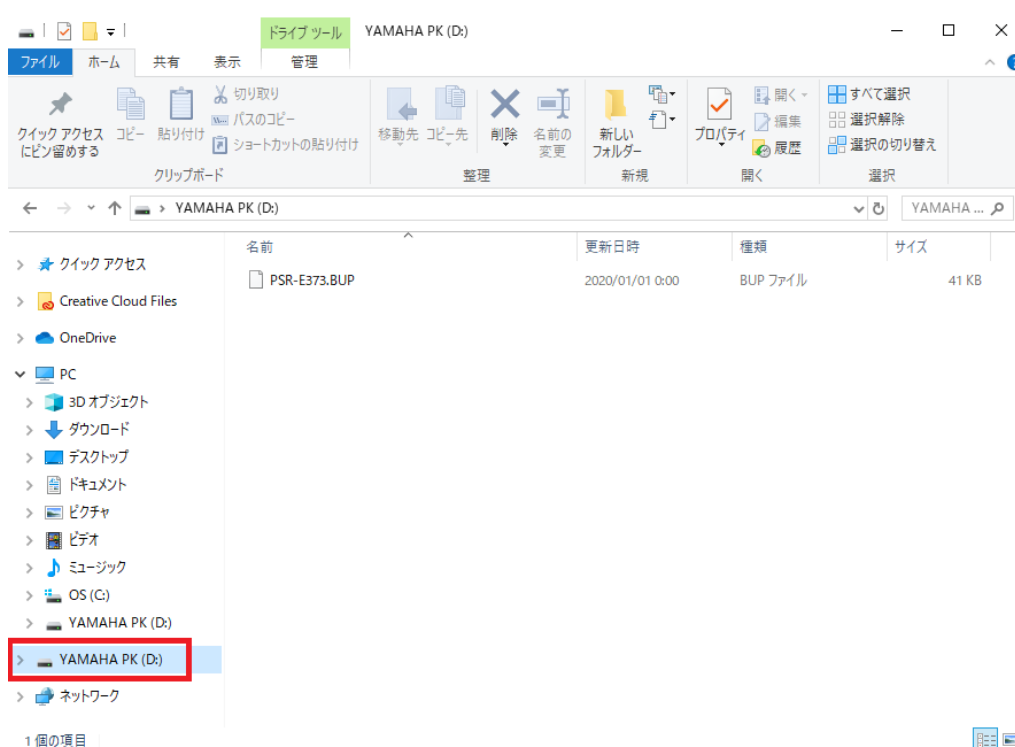 ドライブ ツール YAMAHA PK (D:)
ファイル ホーム 共有 表示 管理
クイック アクセス
にピン留めする
コピー
貼り付け
切り取り
パスのコピー
ショートカットの貼り付け
クリップボード
移動先
コピー先
削除
名前の
変更
整理
新しい
フォルダー
新規
プロパティ
開く
編集
履歴
開く
すべて選択
選択解除
選択の切り替え
選択
YAMAHA PK (D:)
YAMAHA ...
名前 更新日時 種類 サイズ
PSR-E373.BUP 2020/01/01 0:00 BUP ファイル 41 KB
クイック アクセス
Creative Cloud Files
OneDrive
PC
3D オブジェクト
ダウンロード
デスクトップ
ドキュメント
ピクチャ
ビデオ
ミュージック
OS (C:)
YAMAHA PK (D:)
YAMAHA PK (D:)
ネットワーク
1 個の項目